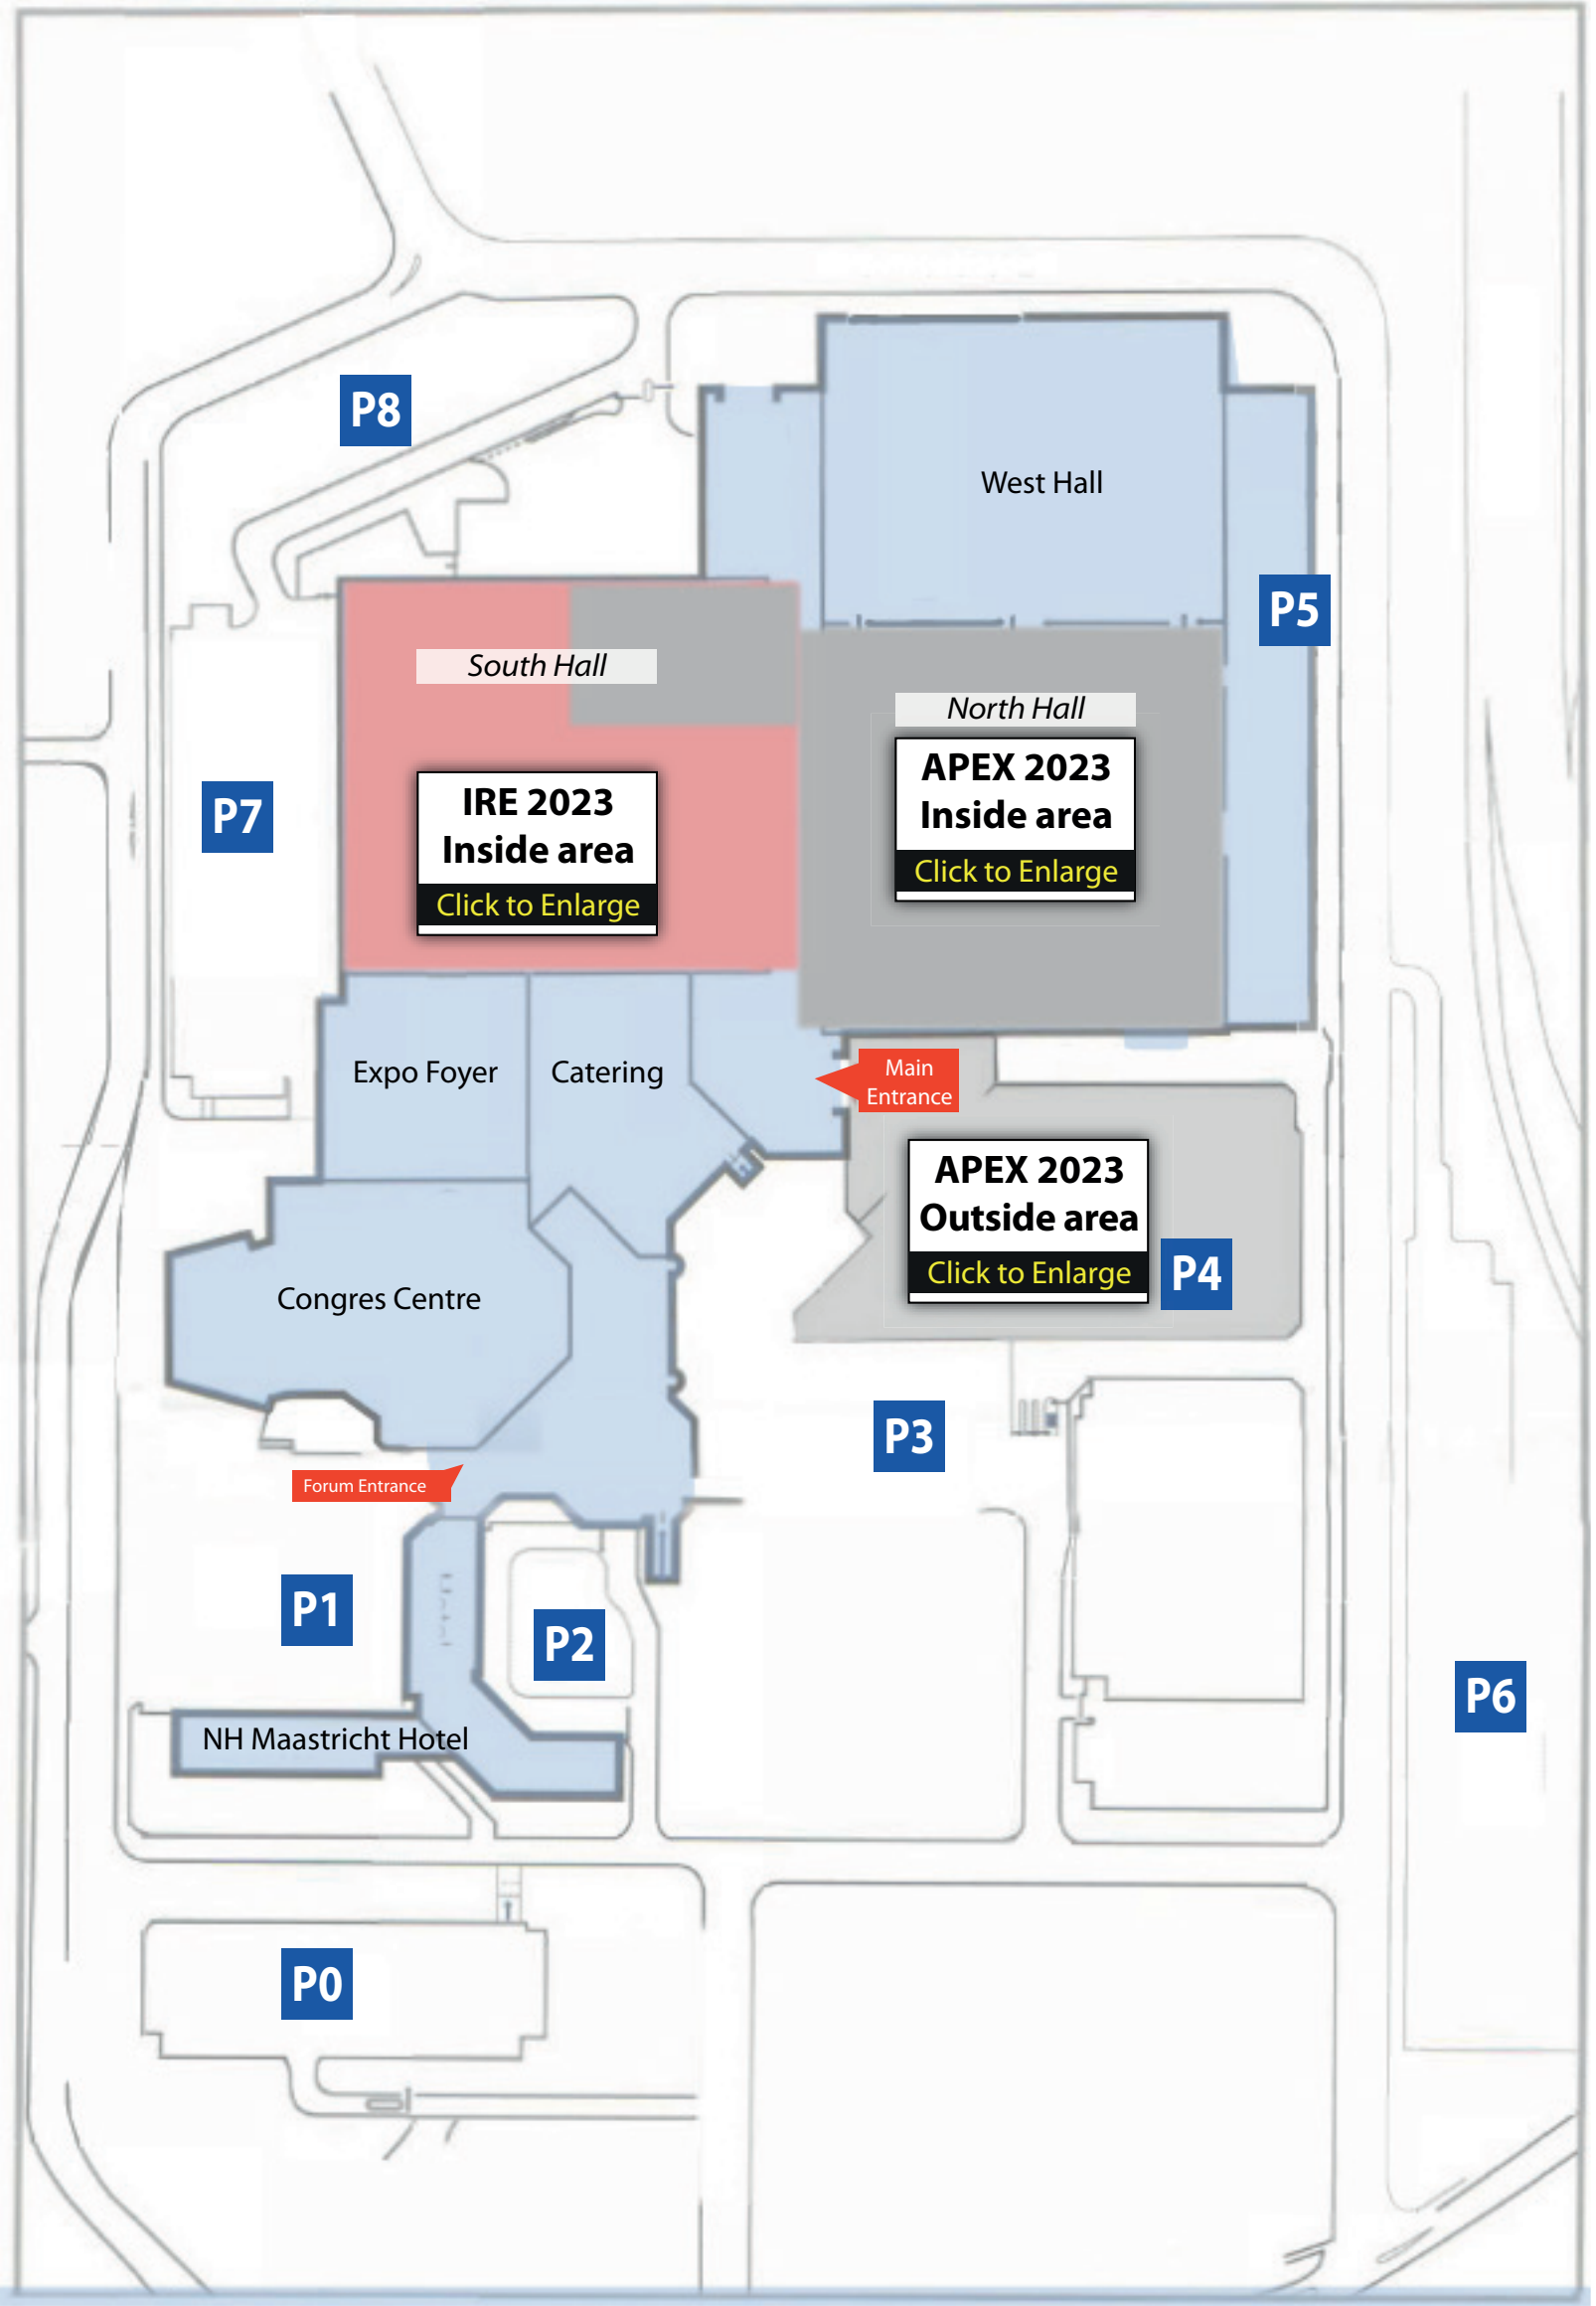 P8
West Hall
P5
South Hall
North Hall
APEX 2023
Inside area
Click to Enlarge
IRE 2023
Inside area
Click to Enlarge
P7
Expo Foyer
Catering
Main
Entrance
APEX 2023
Outside area
Click to Enlarge
P4
Congres Centre
P3
Forum Entrance
P1
P2
P6
NH Maastricht Hotel
P0